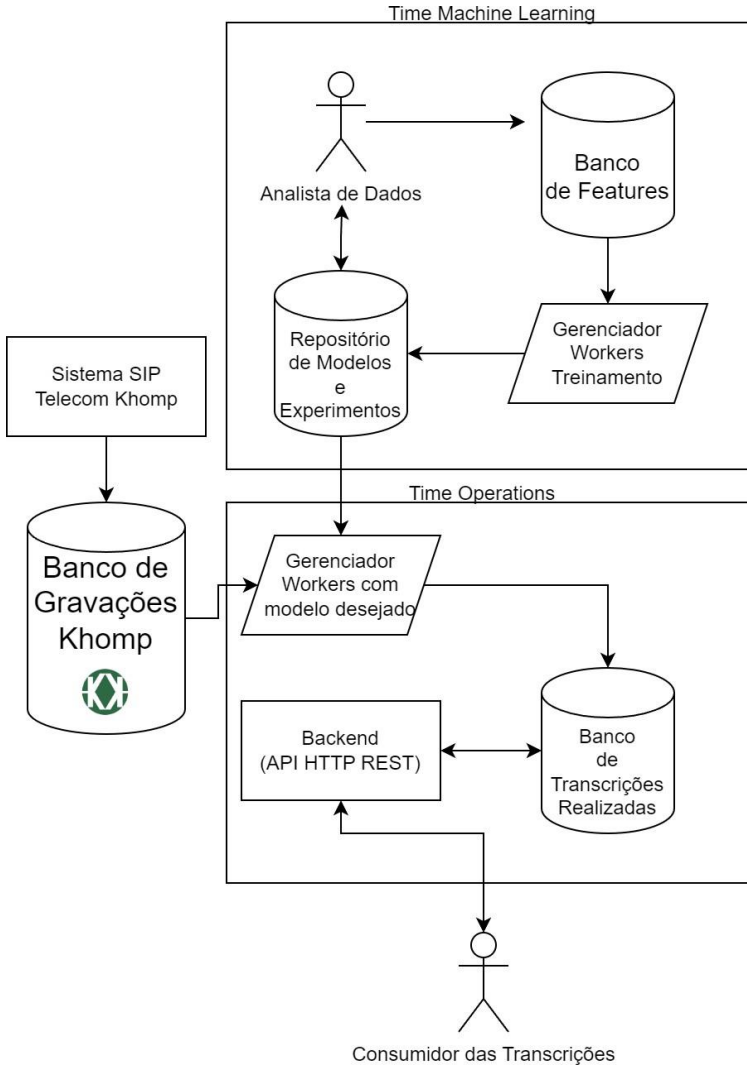 Time Machine Learning
Analista de Dados
Banco
de Features
Repositório
de Modelos
e
Experimentos
Gerenciador
Workers
Treinamento
Sistema SIP
Telecom Khomp
Banco de
Gravações
Khomp
Time Operations
Gerenciador
Workers com
modelo desejado
Backend
(API HTTP REST)
Banco
de
Transcrições
Realizadas
Consumidor das Transcrições